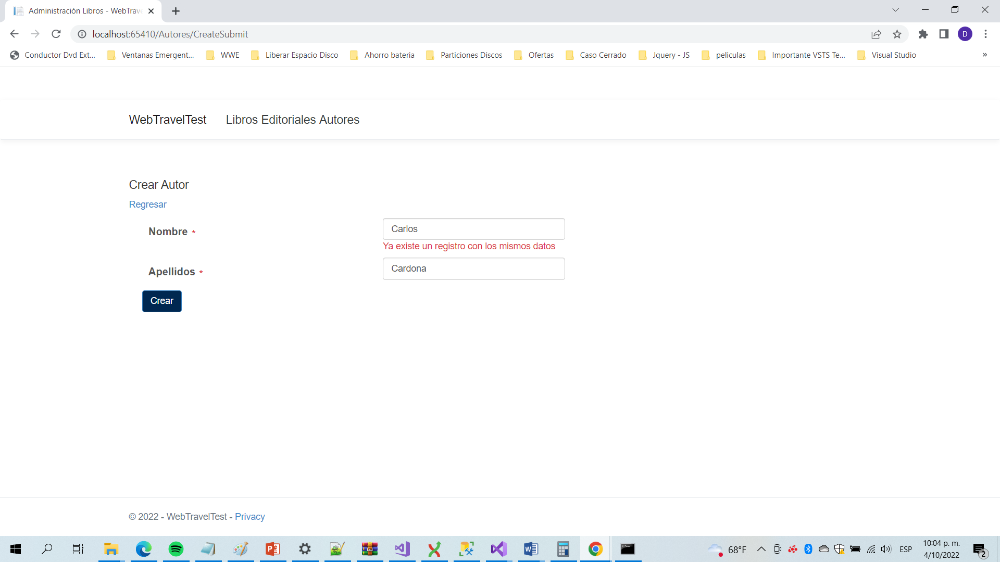 Administración Libros - WebTrave
localhost:65410/Autores/CreateSubmit
D
Conductor Dvd Ext...
Ventanas Emergent...
WWE
Liberar Espacio Disco
Ahorro bateria
Particiones Discos
Ofertas
Caso Cerrado
Jquery - JS
peliculas
Importante VSTS Te...
Visual Studio
»
WebTravelTest Libros Editoriales Autores
Crear Autor
Regresar
Nombre * Carlos
Ya existe un registro con los mismos datos
Apellidos * Cardona
Crear
© 2022 - WebTravelTest - Privacy
68°F
ESP
10:04 p. m.
4/10/2022
2